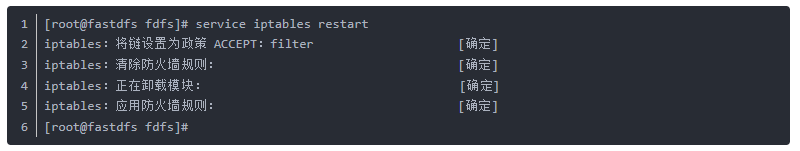 1 [root@fastdfs fdfs]# service iptables restart
2 iptables: 将链设置为政策 ACCEPT: filter [确定]
3 iptables: 清除防火墙规则: [确定]
4 iptables: 正在卸载模块: [确定]
5 iptables: 应用防火墙规则: [确定]
6 [root@fastdfs fdfs]#